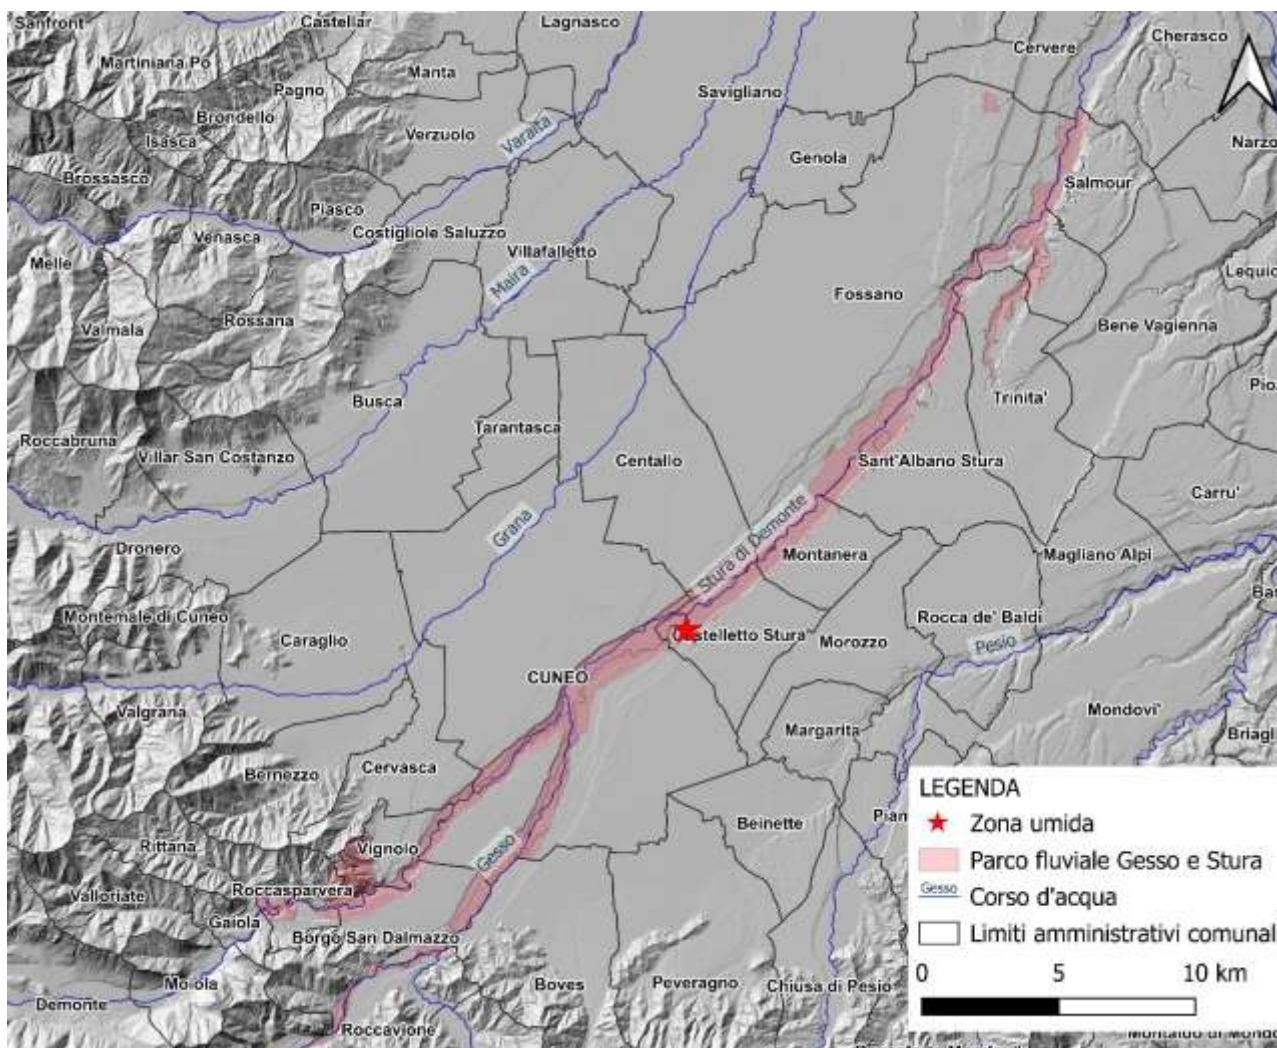 Sanfront
Castellar
Lagnasco
Cervere
Cherasco
Martiniana Po
Manta
Pagno
Savigliano
Brondello
Verzuolo
Varaita
Isasca
Genola
Narzo
Brossasco
Salmour
Piasco
Costigliole Saluzzo
Venasca
Villafalletto
Melle
Maira
Lequio
Fossano
Rossana
Valmala
Bene Vagienna
Busca
Trinita'
Tarantasca
Roccabruna
Villar San Costanzo
Centallo
Sant'Albano Stura
Carru'
Grana
Stura di Demonte
Dronero
Montanera
Magliano Alpi
Montemale di Cuneo
Rocca de' Baldi
Caraglio
Castelletto Stura
Morozzo
Pesio
CUNEO
Valgrana
Mondovi'
Margarita
Bernezzo
Cervasca
Beinette
Rittana
Vignolo
Gesso
Valloriate
Roccasparvera
Gaiola
Borgo San Dalmazzo
Moiola
Boves
Peveragno
Chiusa di Pesio
Demonte
Roccavione
LEGENDA
Zona umida
Parco fluviale Gesso e Stura
Gesso Corso d'acqua
Limiti amministrativi comunal
0 5 10 km